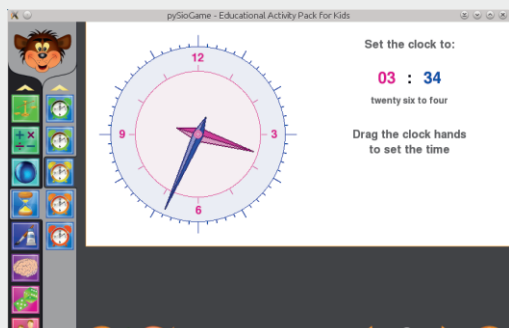 pySioGame - Educational Activity Pack for Kids
Set the clock to:
03 : 34
twenty six to four
Drag the clock hands
to set the time
12
9
3
6